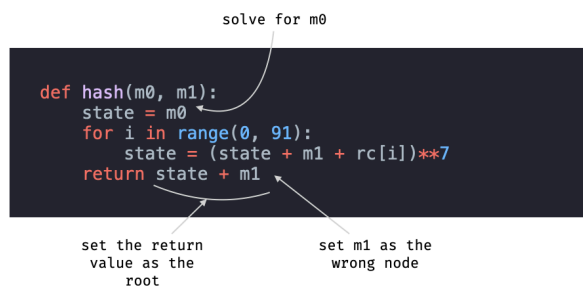 solve for m0
def hash(m0, m1):
    state = m0
    for i in range(0, 91):
        state = (state + m1 + rc[i])**7
    return state + m1
set the return
value as the
root
set m1 as the
wrong node